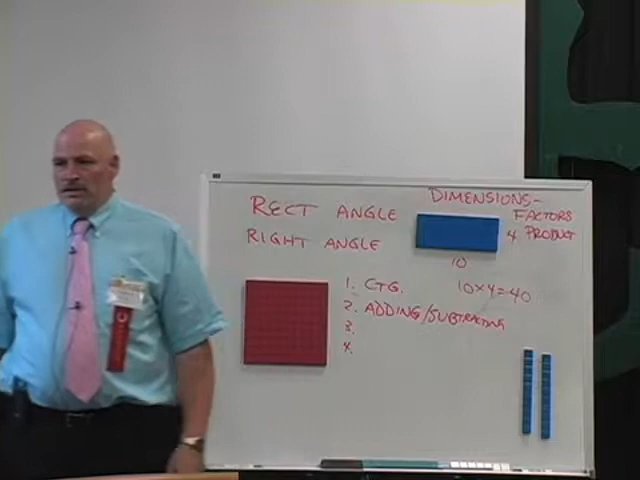 RECT ANGLE
RIGHT ANGLE
DIMENSIONS-
FACTORS
4 PRODUCT
10
10x4=40
1. CTG.
2. ADDING/SUBTRACTING
3.
4.